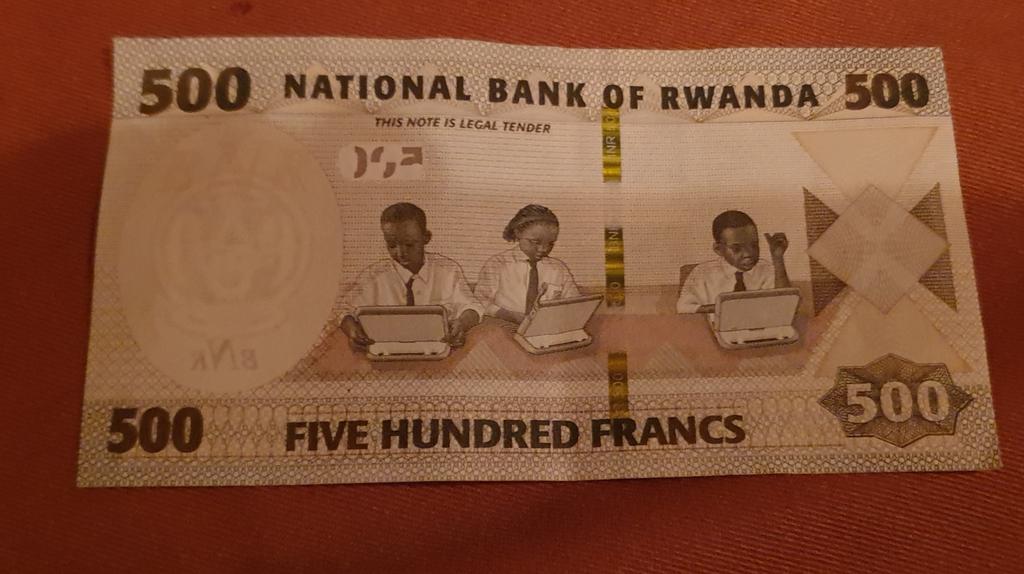 500 NATIONAL BANK OF RWANDA 500
THIS NOTE IS LEGAL TENDER
500
500 FIVE HUNDRED FRANCS